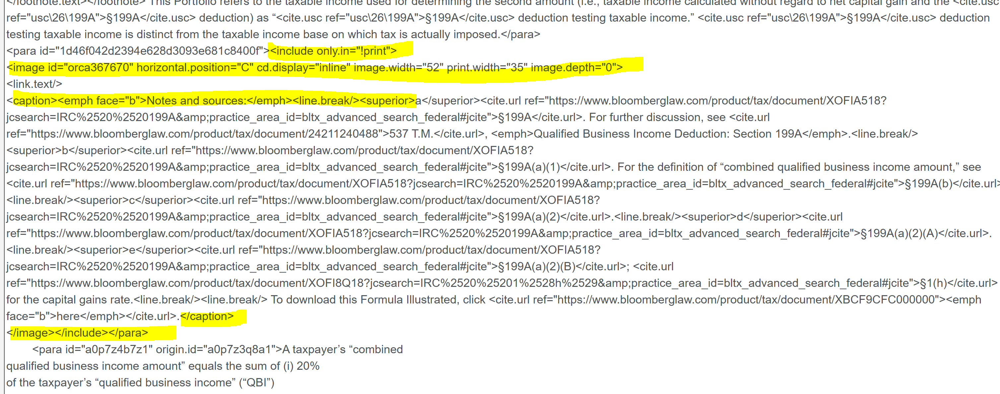 </footnote.text></footnote> This Portfolio refers to the taxable income used for determining the second amount (i.e., taxable income calculated without regard to net capital gain and the <cite.usc
ref="usc\26\199A">§199A</cite.usc> deduction) as “<cite.usc ref="usc\26\199A">§199A</cite.usc> deduction testing taxable income.” <cite.usc ref="usc\26\199A">§199A</cite.usc> deduction
testing taxable income is distinct from the taxable income base on which tax is actually imposed.</para>
<para id="1d46f042d2394e628d3093e681c8400f"><include only.in="!print">
<image id="orca367670" horizontal.position="C" cd.display="inline" image.width="52" print.width="35" image.depth="0">
<link.text/>
<caption><emph face="b">Notes and sources:</emph><line.break/><superior>a</superior><cite.url ref="https://www.bloomberglaw.com/product/tax/document/XOFIA518?
jcsearch=IRC%2520%2520199A&amp;practice_area_id=bltx_advanced_search_federal#jcite">§199A</cite.url>. For further discussion, see <cite.url
ref="https://www.bloomberglaw.com/product/tax/document/24211240488">537 T.M.</cite.url>, <emph>Qualified Business Income Deduction: Section 199A</emph>.<line.break/>
<superior>b</superior><cite.url ref="https://www.bloomberglaw.com/product/tax/document/XOFIA518?
jcsearch=IRC%2520%2520199A&amp;practice_area_id=bltx_advanced_search_federal#jcite">§199A(a)(1)</cite.url>. For the definition of “combined qualified business income amount,” see
<cite.url ref="https://www.bloomberglaw.com/product/tax/document/XOFIA518?jcsearch=IRC%2520%2520199A&amp;practice_area_id=bltx_advanced_search_federal#jcite">§199A(b)</cite.url>
<line.break/><superior>c</superior><cite.url ref="https://www.bloomberglaw.com/product/tax/document/XOFIA518?
jcsearch=IRC%2520%2520199A&amp;practice_area_id=bltx_advanced_search_federal#jcite">§199A(a)(2)</cite.url>.<line.break/><superior>d</superior><cite.url
ref="https://www.bloomberglaw.com/product/tax/document/XOFIA518?jcsearch=IRC%2520%2520199A&amp;practice_area_id=bltx_advanced_search_federal#jcite">§199A(a)(2)(A)</cite.url>.
<line.break/><superior>e</superior><cite.url ref="https://www.bloomberglaw.com/product/tax/document/XOFIA518?
jcsearch=IRC%2520%2520199A&amp;practice_area_id=bltx_advanced_search_federal#jcite">§199A(a)(2)(B)</cite.url>; <cite.url
ref="https://www.bloomberglaw.com/product/tax/document/XOFI8Q18?jcsearch=IRC%2520%25201%2528h%2529&amp;practice_area_id=bltx_advanced_search_federal#jcite">§1(h)</cite.url>
for the capital gains rate.<line.break/><line.break/> To download this Formula Illustrated, click <cite.url ref="https://www.bloomberglaw.com/product/tax/document/XBCF9CFC000000"><emph
face="b">here</emph></cite.url>.</caption>
</image></include></para>
<para id="a0p7z4b7z1" origin.id="a0p7z3q8a1">A taxpayer’s “combined
qualified business income amount” equals the sum of (i) 20%
of the taxpayer’s “qualified business income” (“QBI”)